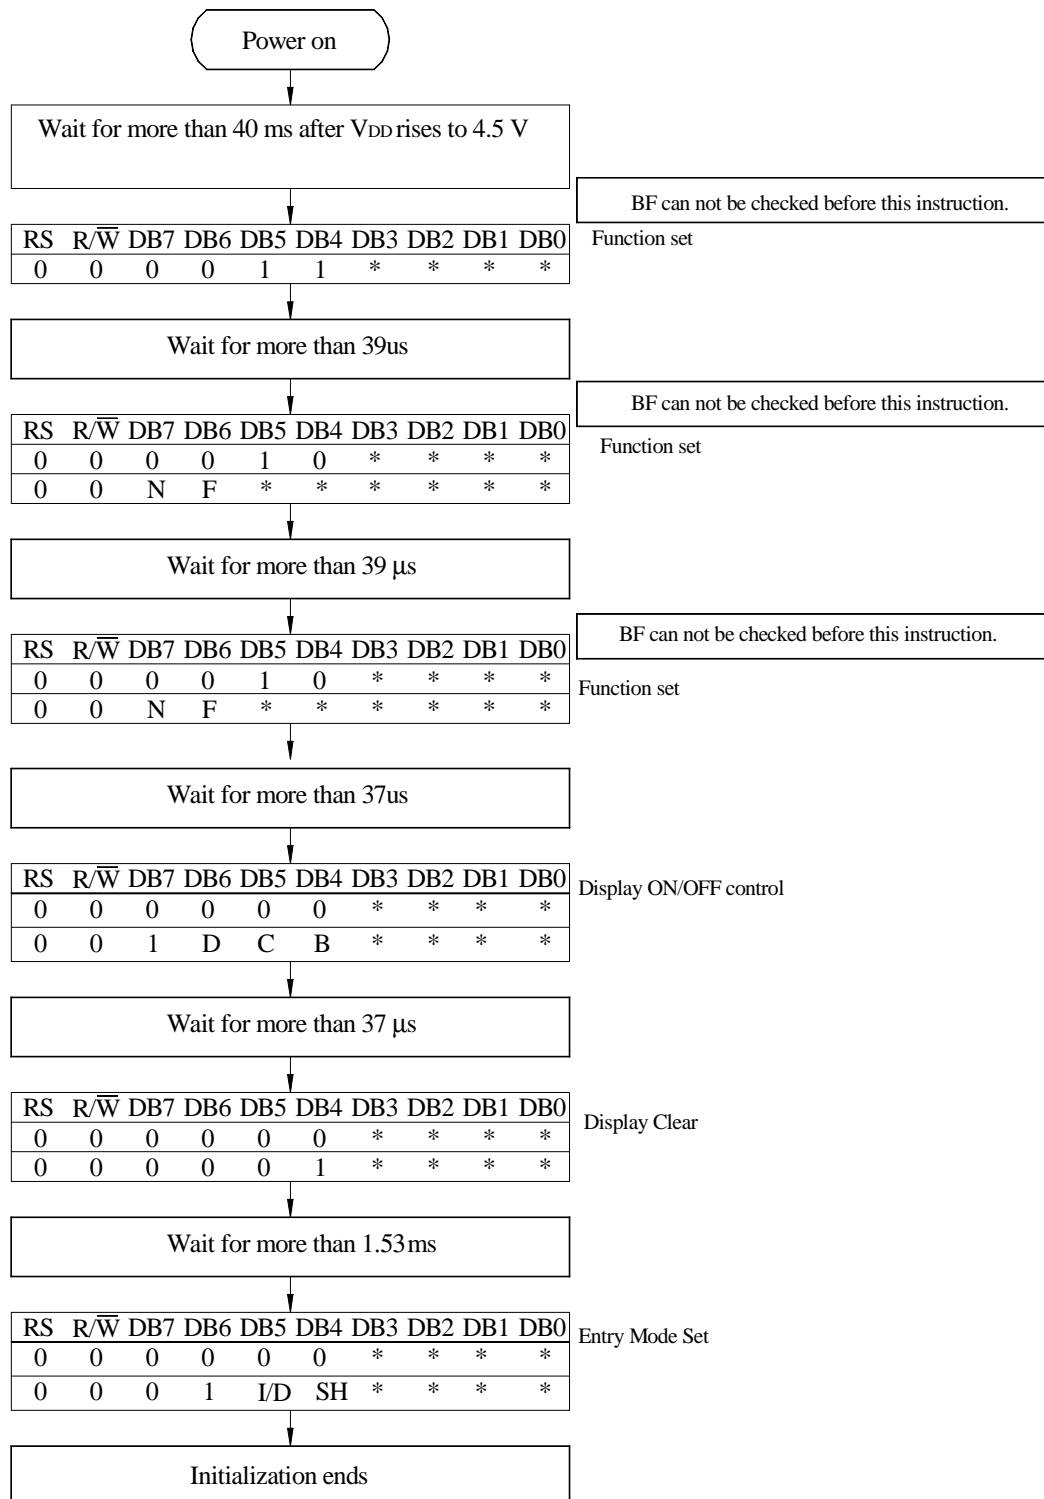 Power on
Wait for more than 40 ms after VDD rises to 4.5 V
BF can not be checked before this instruction.
RS R/W̅ DB7 DB6 DB5 DB4 DB3 DB2 DB1 DB0
Function set
0 0 0 0 1 1 * * * *
Wait for more than 39us
BF can not be checked before this instruction.
RS R/W̅ DB7 DB6 DB5 DB4 DB3 DB2 DB1 DB0
Function set
0 0 0 0 1 0 * * * *
0 0 N F * * * * * *
Wait for more than 39 µs
BF can not be checked before this instruction.
RS R/W̅ DB7 DB6 DB5 DB4 DB3 DB2 DB1 DB0
0 0 0 0 1 0 * * * *
Function set
0 0 N F * * * * * *
Wait for more than 37us
RS R/W̅ DB7 DB6 DB5 DB4 DB3 DB2 DB1 DB0
Display ON/OFF control
0 0 0 0 0 0 * * * *
0 0 1 D C B * * * *
Wait for more than 37 µs
RS R/W̅ DB7 DB6 DB5 DB4 DB3 DB2 DB1 DB0
Display Clear
0 0 0 0 0 0 * * * *
0 0 0 0 0 1 * * * *
Wait for more than 1.53ms
RS R/W̅ DB7 DB6 DB5 DB4 DB3 DB2 DB1 DB0
Entry Mode Set
0 0 0 0 0 0 * * * *
0 0 0 1 I/D SH * * * *
Initialization ends